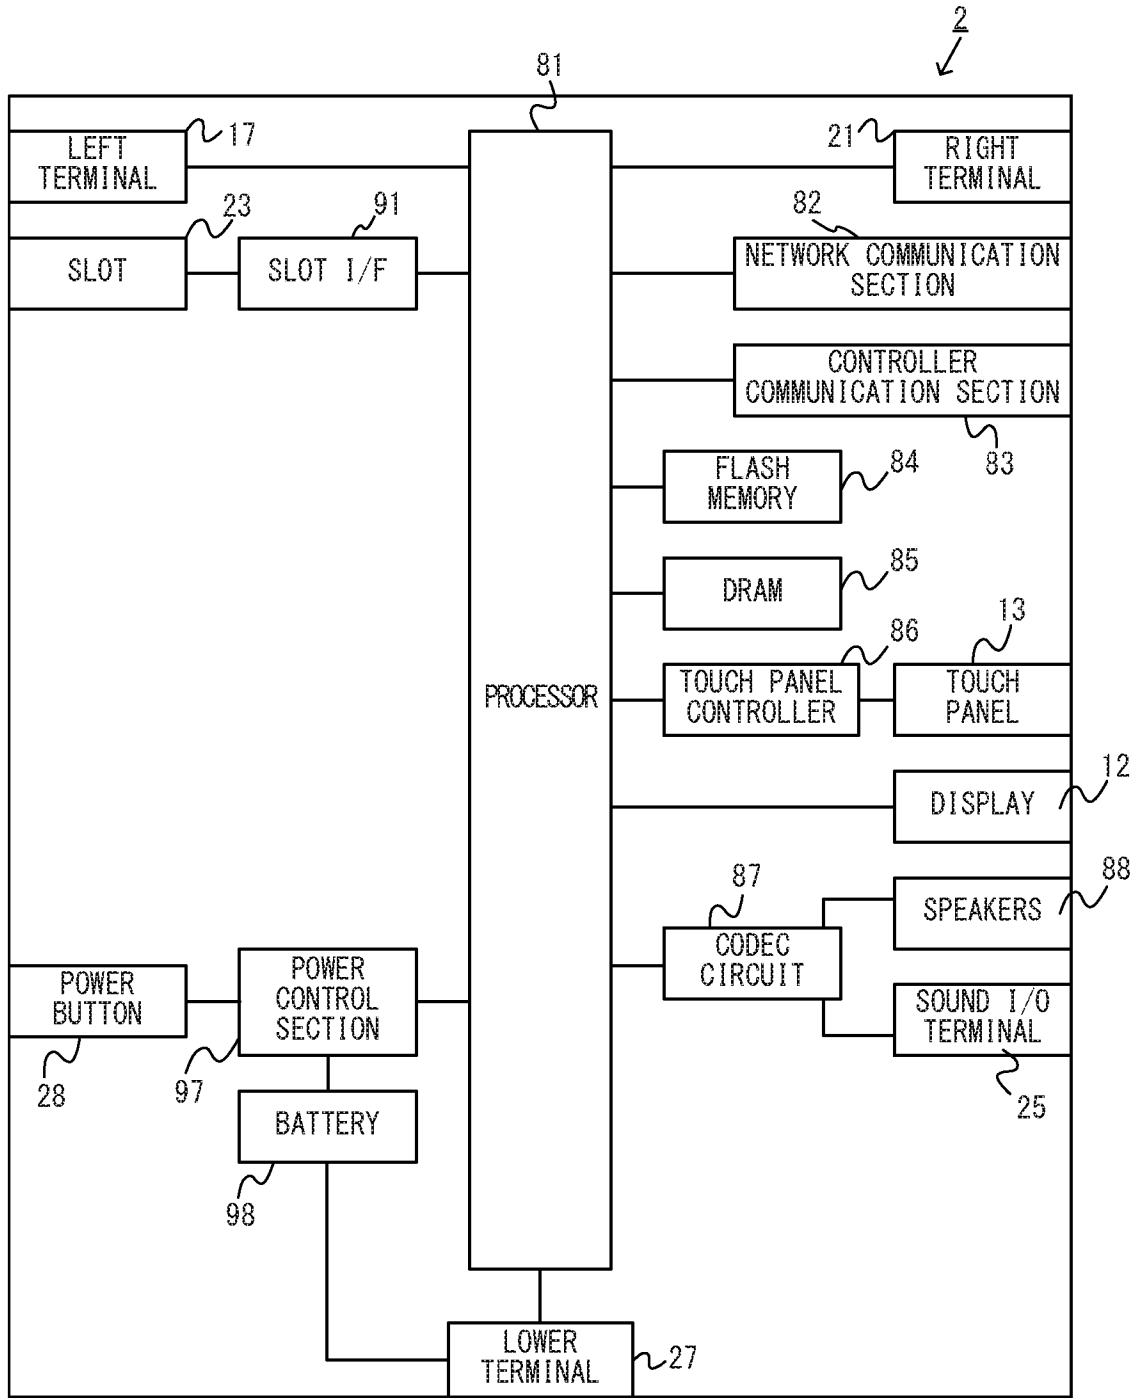 2
81
17
LEFT
TERMINAL
21
RIGHT
TERMINAL
23
SLOT
91
SLOT I/F
82
NETWORK COMMUNICATION
SECTION
CONTROLLER
COMMUNICATION SECTION
83
FLASH
MEMORY
84
DRAM
85
PROCESSOR
86
TOUCH PANEL
CONTROLLER
13
TOUCH
PANEL
DISPLAY
12
87
CODEC
CIRCUIT
SPEAKERS
88
SOUND I/O
TERMINAL
25
POWER
BUTTON
28
POWER
CONTROL
SECTION
97
BATTERY
98
LOWER
TERMINAL
27